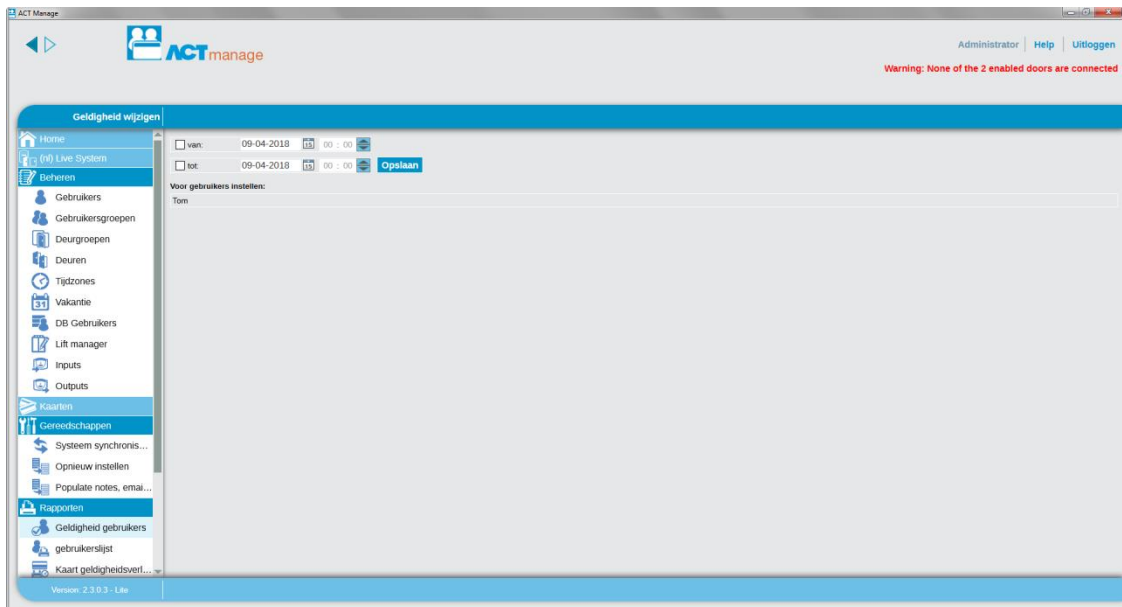 ACT Manage
ACTmanage
Administrator Help Uitloggen
Warning: None of the 2 enabled doors are connected
Geldigheid wijzigen
Home
(nl) Live System
Beheren
Gebruikers
Gebruikersgroepen
Deurgroepen
Deuren
Tijdzones
31 Vakantie
DB Gebruikers
Lift manager
Inputs
Outputs
Kaarten
Gereedschappen
Systeem synchronis...
Opnieuw instellen
Populate notes, emai...
Rapporten
Geldigheid gebruikers
gebruikerslijst
Kaart geldigheidsverl...
van: 09-04-2018 15 00 : 00
tot: 09-04-2018 15 00 : 00 Opslaan
Voor gebruikers instellen:
Tom
Version: 2.3.0.3 - Lite